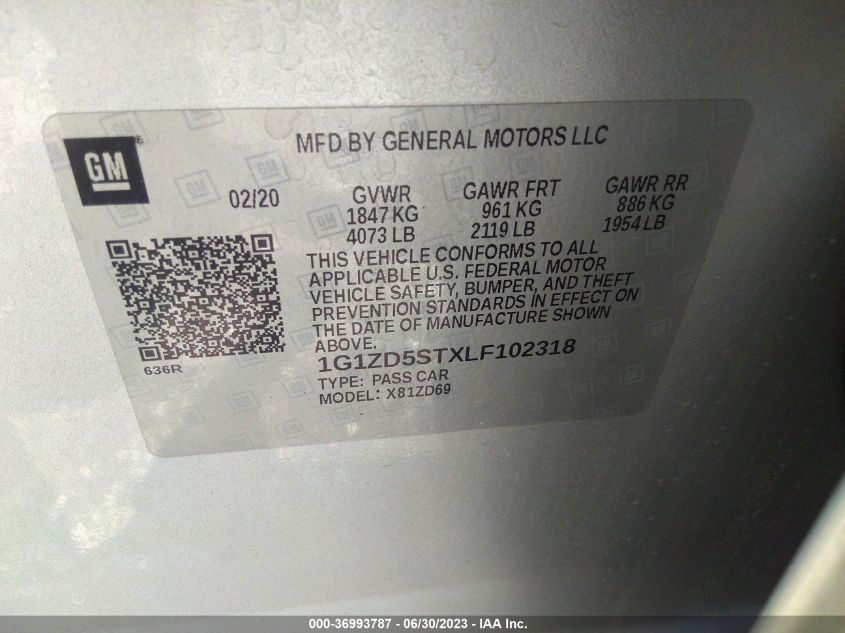 GM
MFD BY GENERAL MOTORS LLC
02/20
GVWR
1847 KG
4073 LB
GAWR FRT
961 KG
2119 LB
GAWR RR
886 KG
1954 LB
THIS VEHICLE CONFORMS TO ALL
APPLICABLE U.S. FEDERAL MOTOR
VEHICLE SAFETY, BUMPER, AND THEFT
PREVENTION STANDARDS IN EFFECT ON
THE DATE OF MANUFACTURE SHOWN
ABOVE.
636R
1G1ZD5STXLF102318
TYPE: PASS CAR
MODEL: X81ZD69
000-36993787 - 06/30/2023 - IAA Holdings, Inc.